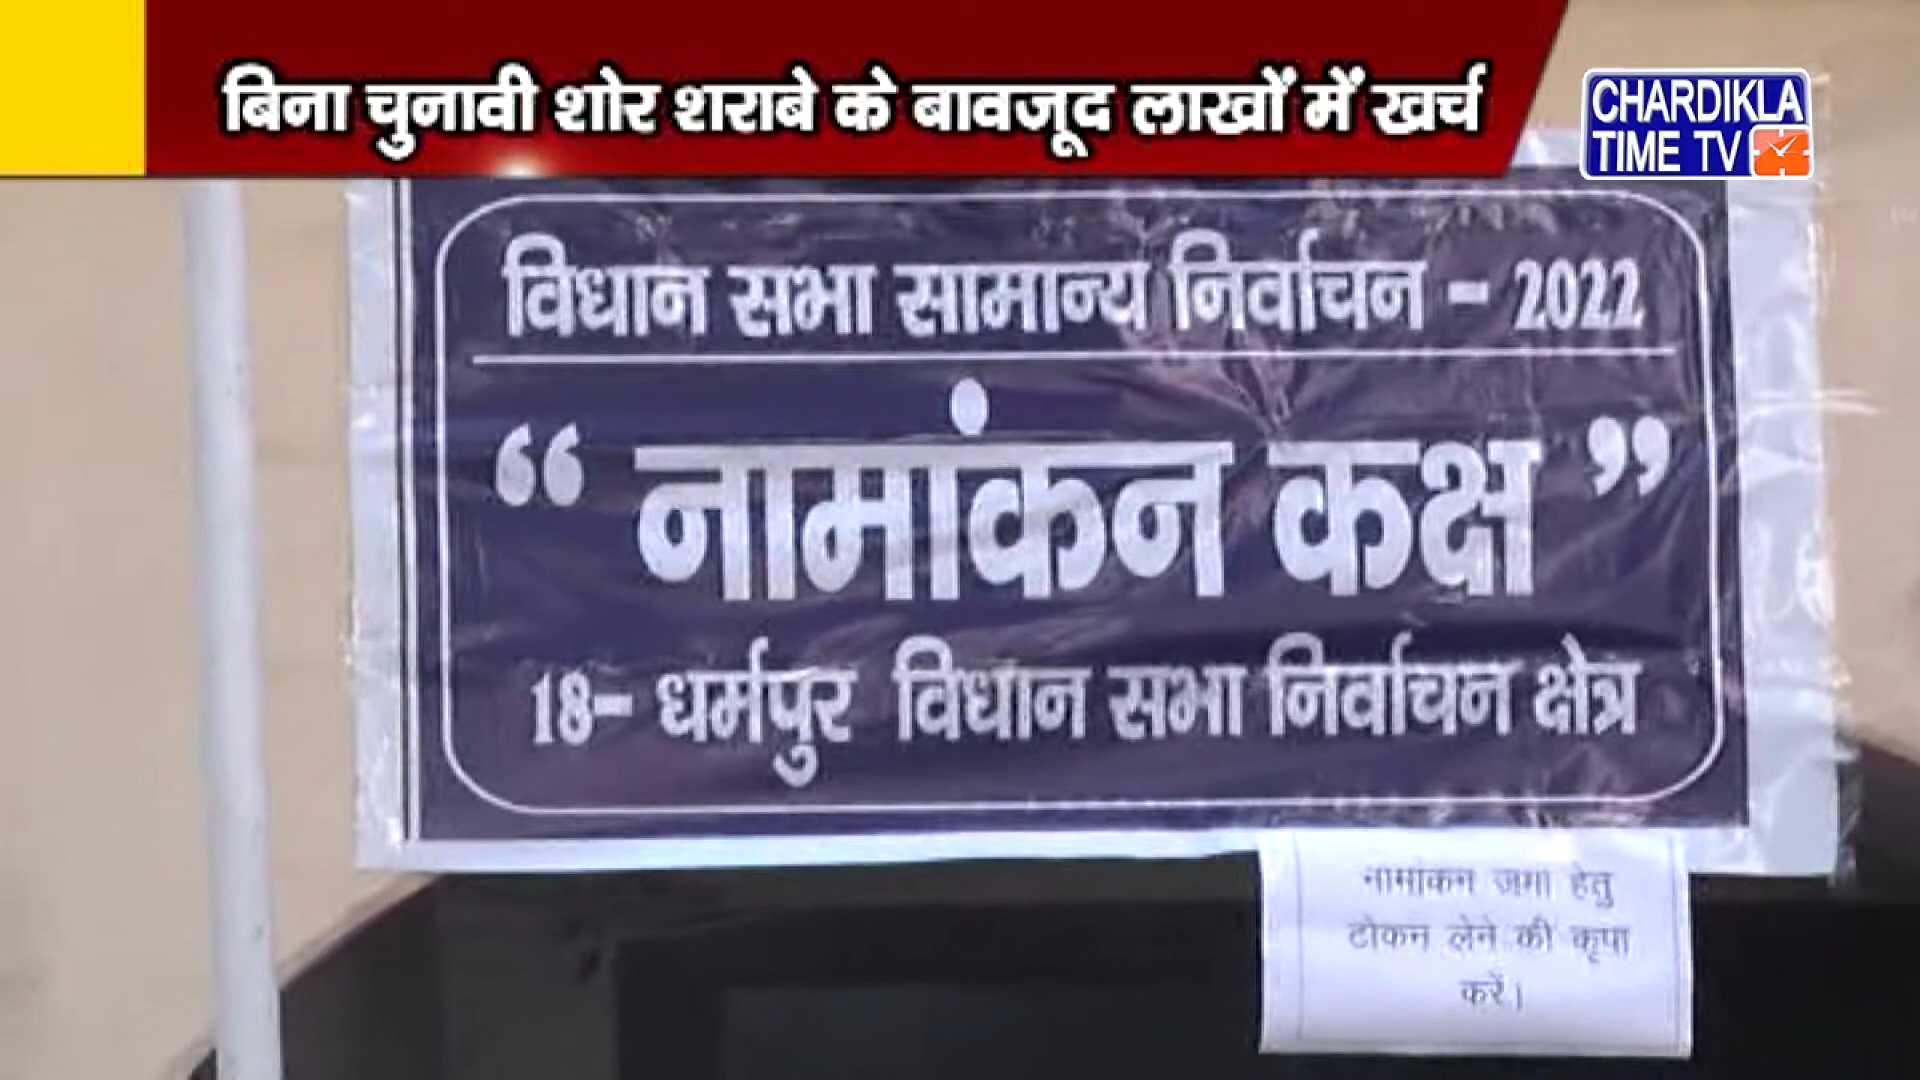 बिना चुनावी शोर शराबे के बावजूद लाखों में खर्च
CHARDIKLA
TIME TV
विधान सभा सामान्य निर्वाचन - 2022
“ नामांकन कक्ष ”
18- धर्मपुर विधान सभा निर्वाचन क्षेत्र
नामांकन जमा हेतु
टोकन लेने की कृपा
करें।